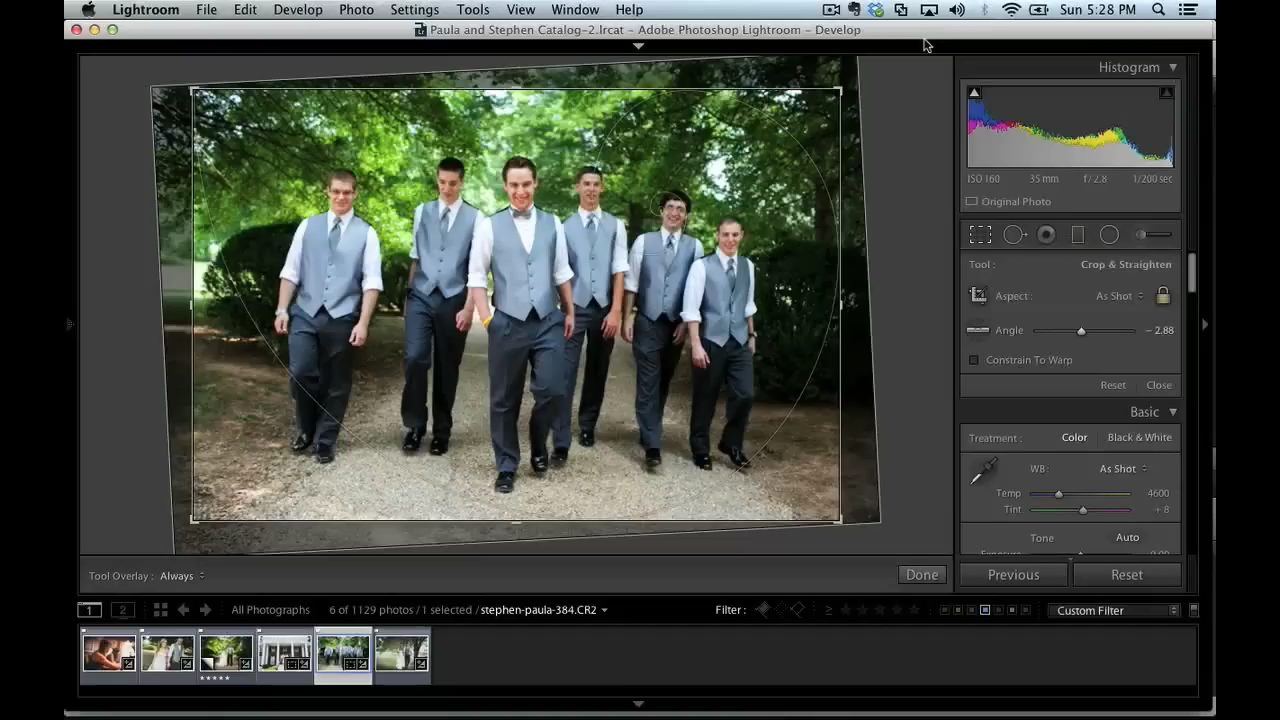 Lightroom File Edit Develop Photo Settings Tools View Window Help Sun 5:28 PM
Paula and Stephen Catalog-2.lrcat - Adobe Photoshop Lightroom - Develop
Histogram
ISO 160 35 mm f / 2.8 1/200 sec
Original Photo
Tool: Crop & Straighten
Aspect: As Shot
Angle - 2.88
Constrain To Warp
Reset Close
Basic
Treatment: Color Black & White
WB: As Shot
Temp 4600
Tint + 8
Tone Auto
Exposure 0.00
Tool Overlay: Always Done Previous Reset
1 2 All Photographs 6 of 1129 photos / 1 selected / stephen-paula-384.CR2 Filter: Custom Filter